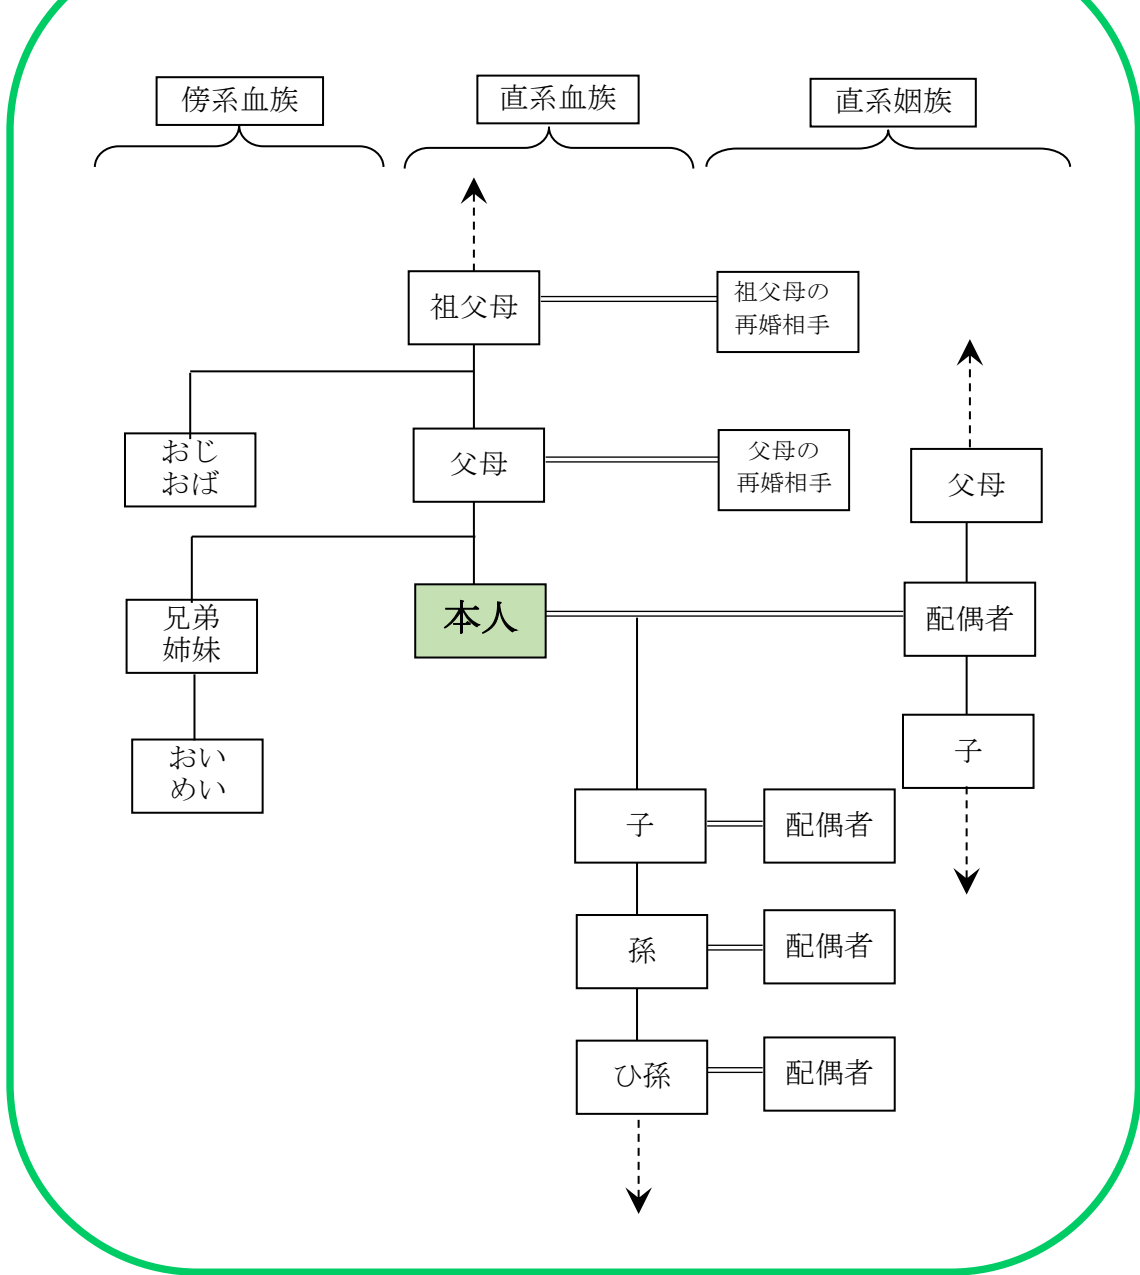 傍系血族
直系血族
直系姻族
祖父母
祖父母の
再婚相手
おじ
おば
父母
父母の
再婚相手
父母
兄弟
姉妹
本人
配偶者
おい
めい
子
子
配偶者
孫
配偶者
ひ孫
配偶者